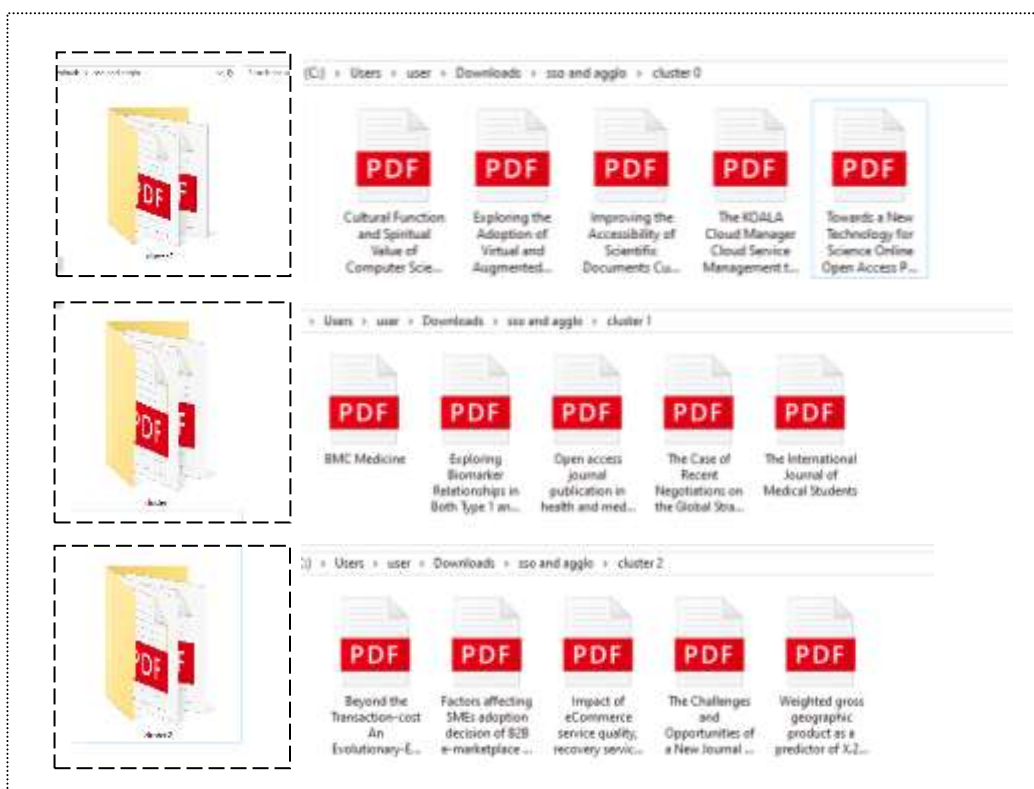 (C:) › Users › user › Downloads › sso and agglo › cluster 0
PDF
PDF
PDF
PDF
PDF
PDF
Cultural Function
and Spiritual
Value of
Computer Scie...
Exploring the
Adoption of
Virtual and
Augmented...
Improving the
Accessibility of
Scientific
Documents Cu...
The KOALA
Cloud Manager
Cloud Service
Management t...
Towards a New
Technology for
Science Online
Open Access P...
› Users › user › Downloads › sso and agglo › cluster 1
PDF
PDF
PDF
PDF
PDF
PDF
BMC Medicine
Exploring
Biomarker
Relationships in
Both Type 1 an...
Open access
journal
publication in
health and med...
The Case of
Recent
Negotiations on
the Global Stra...
The International
Journal of
Medical Students
cluster
:) › Users › user › Downloads › sso and agglo › cluster 2
PDF
PDF
PDF
PDF
PDF
PDF
Beyond the
Transaction-cost
An
Evolutionary-E...
Factors affecting
SMEs adoption
decision of B2B
e-marketplace ...
Impact of
eCommerce
service quality,
recovery servic...
The Challenges
and
Opportunities of
a New Journal ...
Weighted gross
geographic
product as a
predictor of X-2...
cluster 2